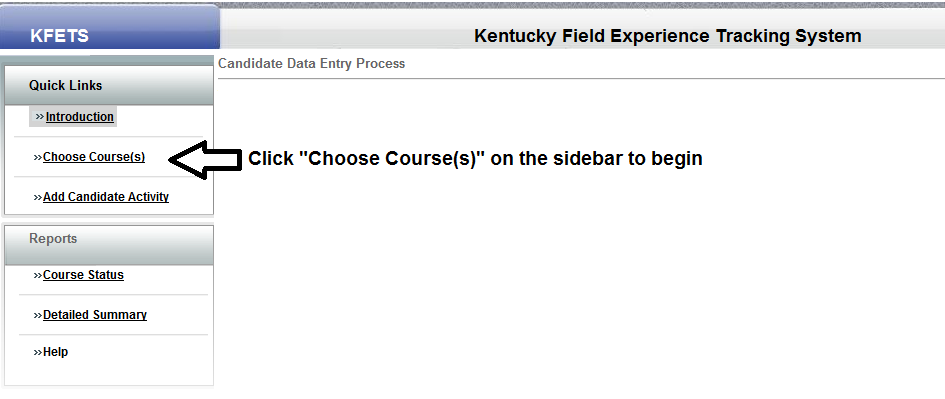 KFETS
Kentucky Field Experience Tracking System
Candidate Data Entry Process
Quick Links
»Introduction
»Choose Course(s)
Click "Choose Course(s)" on the sidebar to begin
»Add Candidate Activity
Reports
»Course Status
»Detailed Summary
»Help